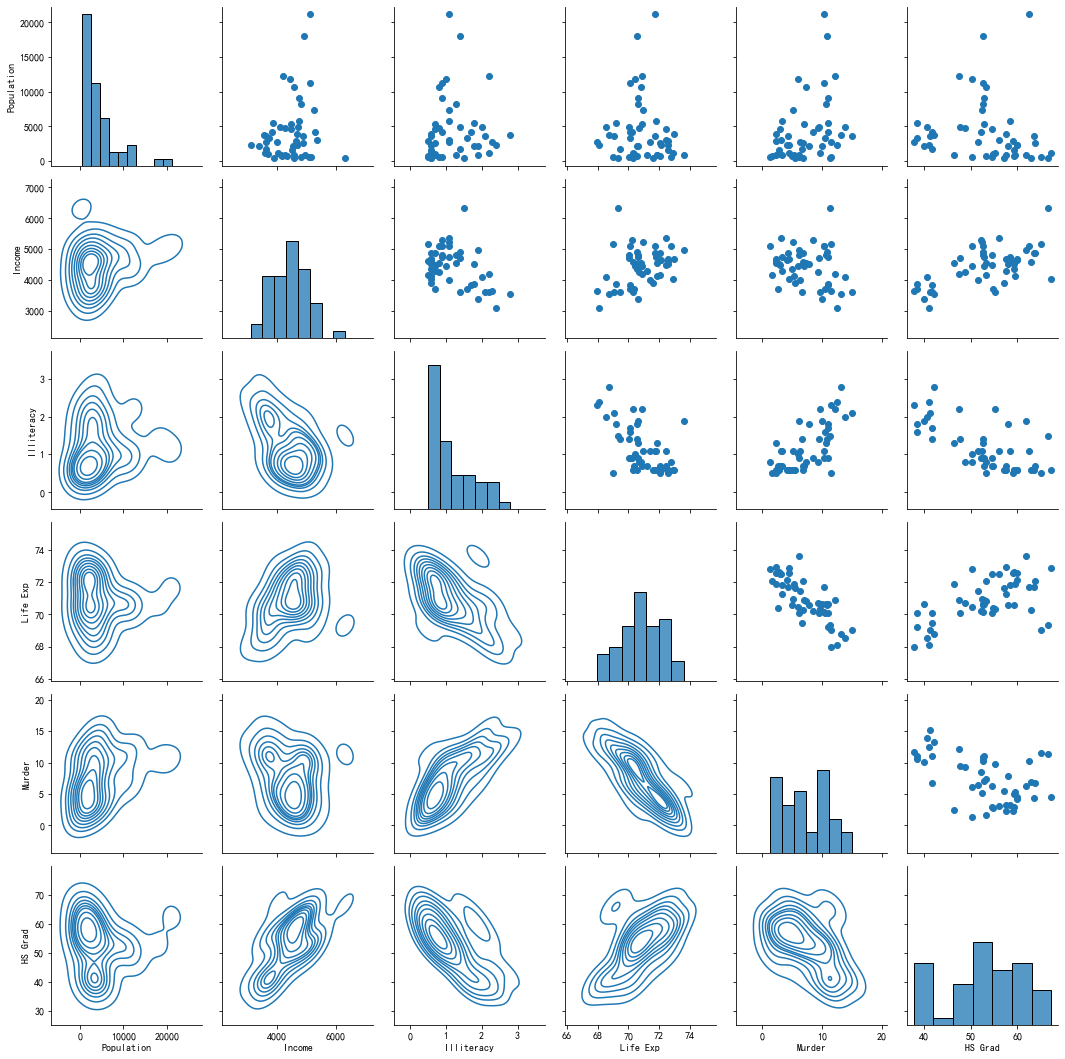 20000
15000
10000
5000
0
Population
7000
6000
5000
4000
3000
Income
3
2
1
0
Illiteracy
74
72
70
68
66
Life Exp
20
15
10
5
0
Murder
70
60
50
40
30
HS Grad
0 10000 20000
Population
4000 6000
Income
0 1 2 3
Illiteracy
66 68 70 72 74
Life Exp
0 10 20
Murder
40 50 60
HS Grad